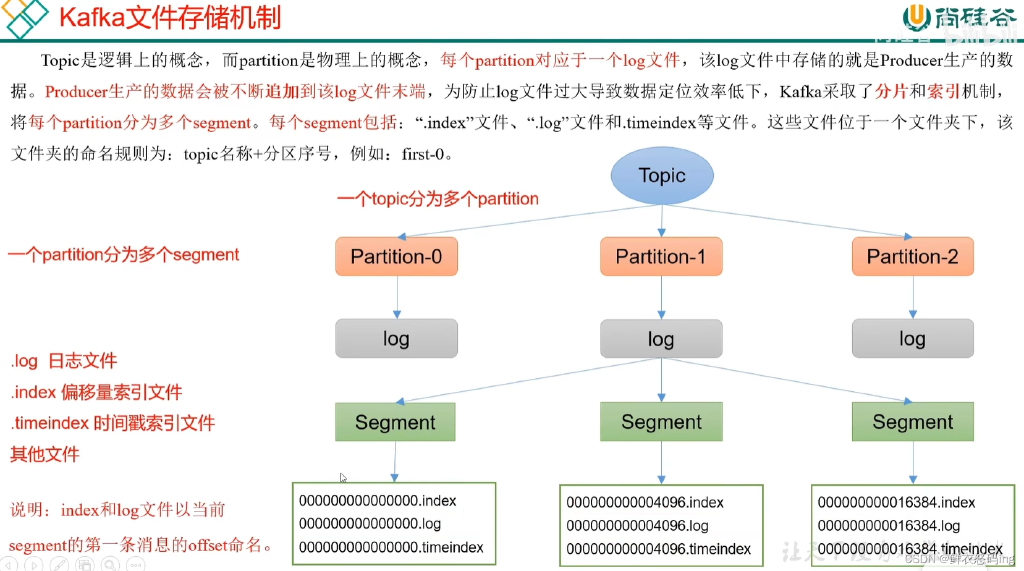 Kafka文件存储机制
尚硅谷
Topic是逻辑上的概念，而partition是物理上的概念，每个partition对应于一个log文件，该log文件中存储的就是Producer生产的数
据。Producer生产的数据会被不断追加到该log文件末端，为防止log文件过大导致数据定位效率低下，Kafka采取了分片和索引机制，
将每个partition分为多个segment。每个segment包括：“.index”文件、“.log”文件和.timeindex等文件。这些文件位于一个文件夹下，该
文件夹的命名规则为：topic名称+分区序号，例如：first-0。
Topic
一个topic分为多个partition
一个partition分为多个segment
Partition-0
Partition-1
Partition-2
log
log
log
.log 日志文件
.index 偏移量索引文件
.timeindex 时间戳索引文件
其他文件
Segment
Segment
Segment
000000000000000.index
000000000000000.log
000000000000000.timeindex
000000000004096.index
000000000004096.log
000000000004096.timeindex
000000000016384.index
000000000016384.log
000000000016384.timeindex
说明：index和log文件以当前
segment的第一条消息的offset命名。